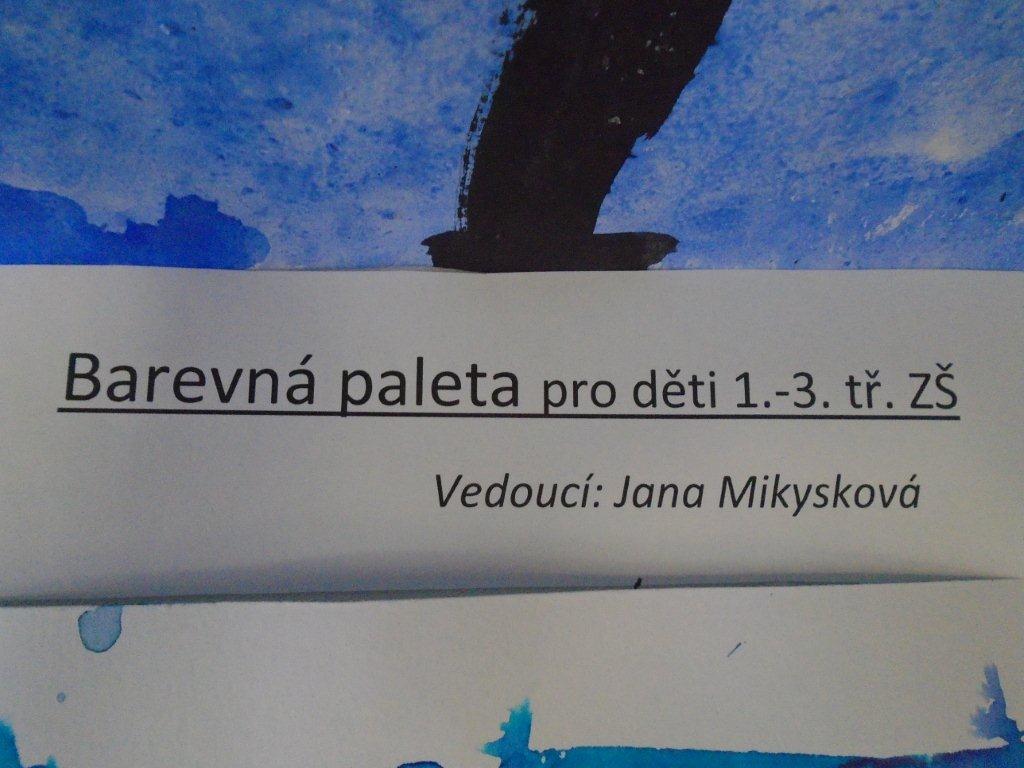 Barevná paleta pro děti 1.-3. tř. ZŠ
Vedoucí: Jana Mikysková